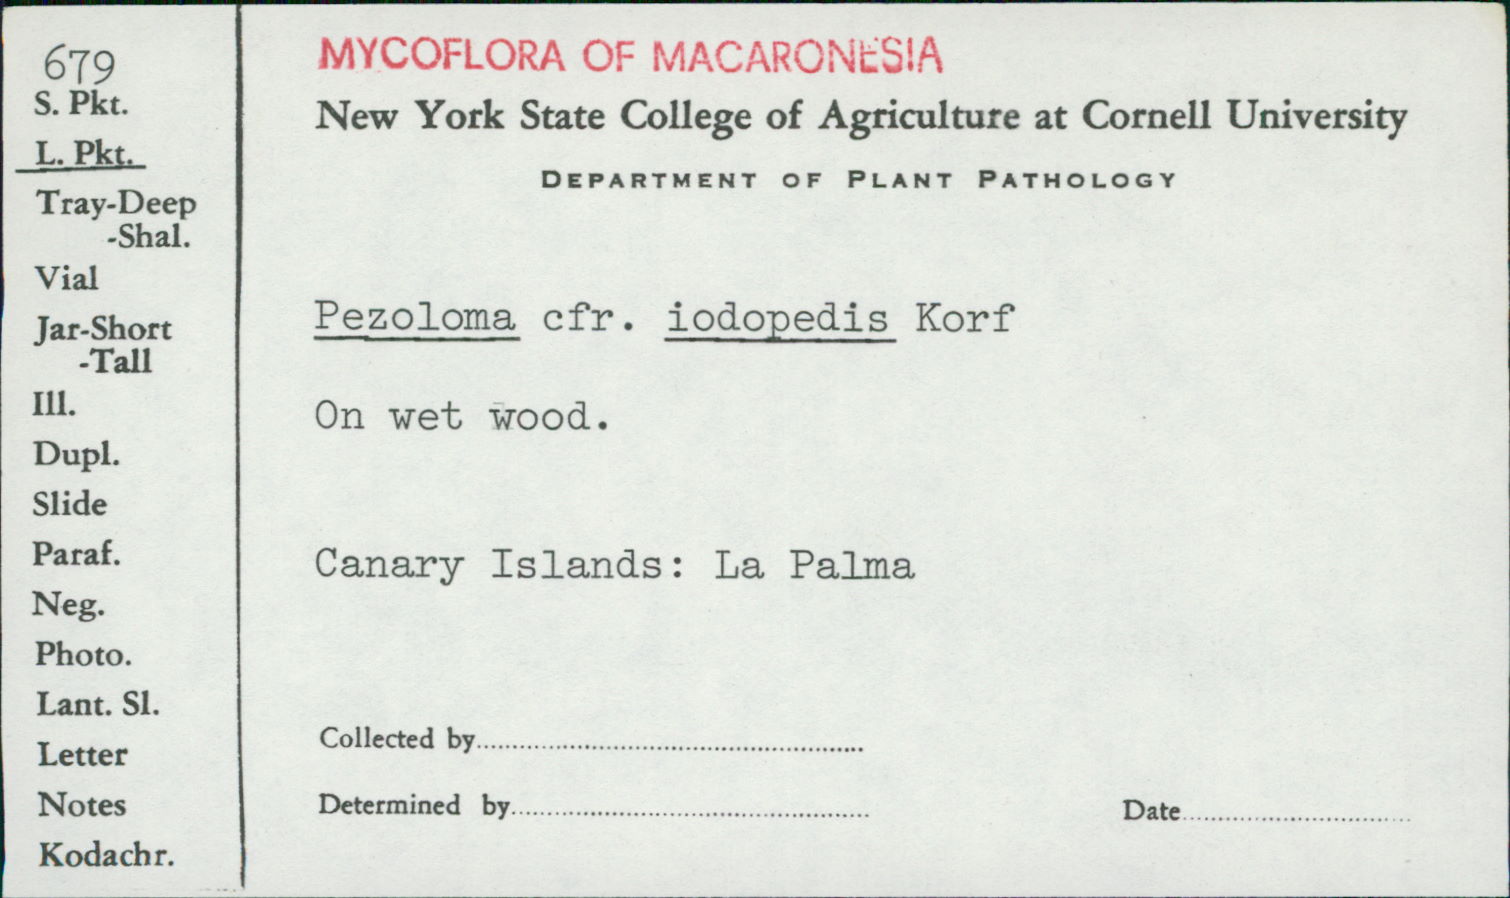 679
S. Pkt.
L. Pkt.
Tray-Deep
-Shal.
Vial
Jar-Short
-Tall
Ill.
Dupl.
Slide
Paraf.
Neg.
Photo.
Lant. Sl.
Letter
Notes
Kodachr.
MYCOFLORA OF MACARONESIA
New York State College of Agriculture at Cornell University
DEPARTMENT OF PLANT PATHOLOGY
Pezoloma cfr. iodopedis Korf
On wet wood.
Canary Islands: La Palma
Collected by
Determined by
Date